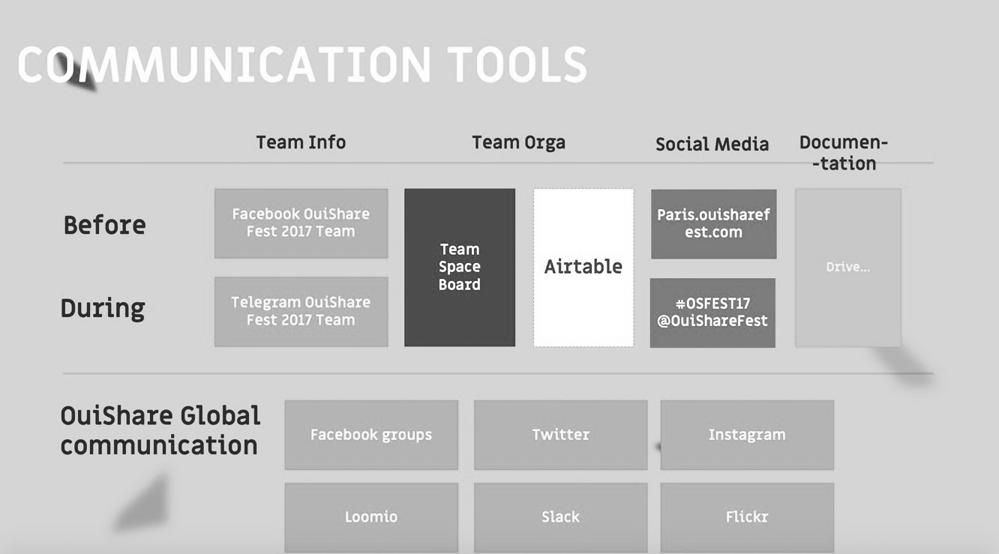 COMMUNICATION TOOLS
Team Info
Team Orga
Social Media
Documen-
-tation
Before
Facebook OuiShare
Fest 2017 Team
Team
Space
Board
Airtable
Paris.ouisharef
est.com
Drive...
During
Telegram OuiShare
Fest 2017 Team
#OSFEST17
@OuiShareFest
OuiShare Global
communication
Facebook groups
Twitter
Instagram
Loomio
Slack
Flickr